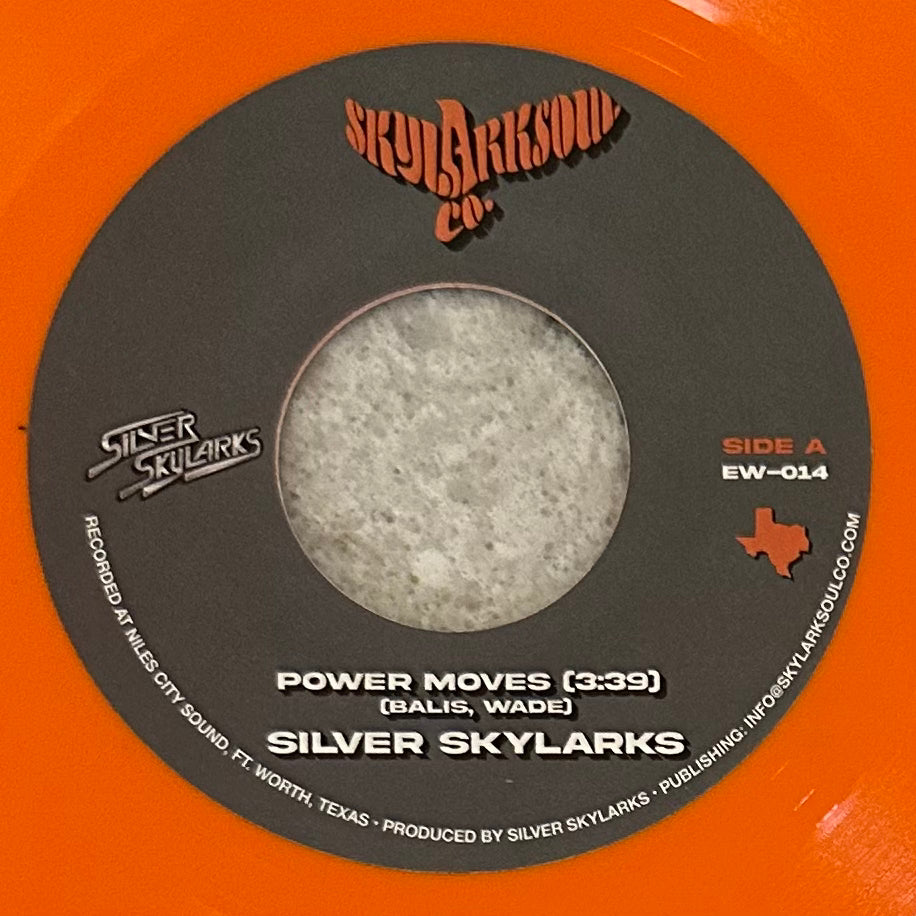 SKYLARKSOUL
CO.
SILVER
SKYLARKS
SIDE A
EW-014
POWER MOVES (3:39)
(BALIS, WADE)
SILVER SKYLARKS
RECORDED AT NILES CITY SOUND, FT. WORTH, TEXAS • PRODUCED BY SILVER SKYLARKS • PUBLISHING: INFO@SKYLARKSOULCO.COM